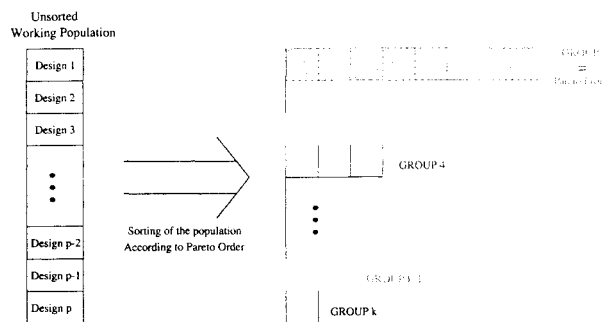 Unsorted
Working Population
Design 1
Design 2
Design 3
Design p-2
Design p-1
Design p
Sorting of the population
According to Pareto Order
GROUP 4
GROUP k